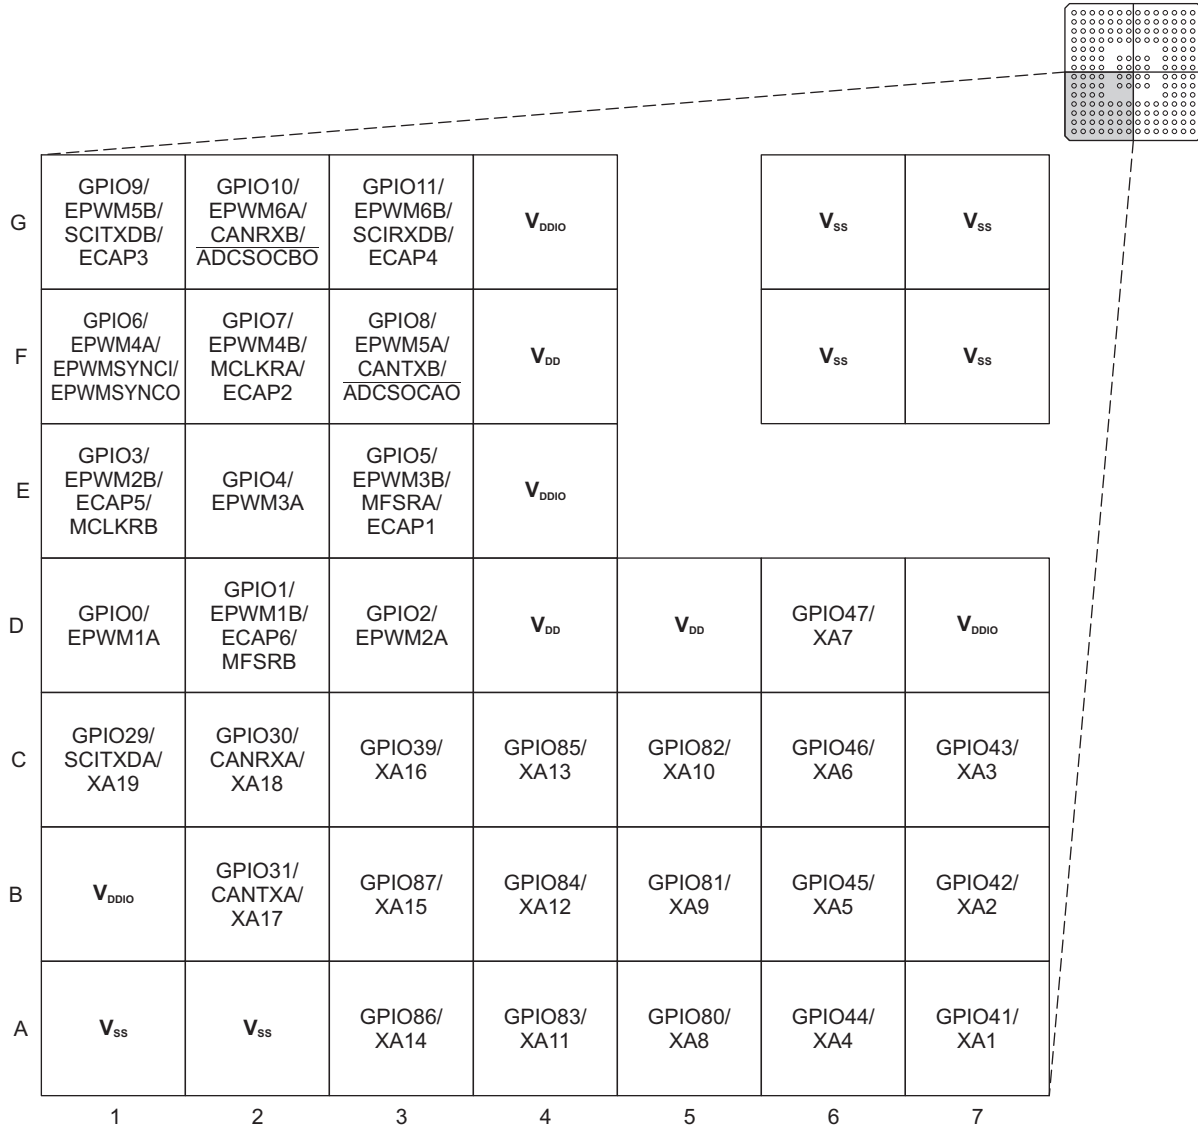 G
GPIO9/
EPWM5B/
SCITXDB/
ECAP3
GPIO10/
EPWM6A/
CANRXB/
ADCSOCBO
GPIO11/
EPWM6B/
SCIRXDB/
ECAP4
VDDIO
VSS
VSS
F
GPIO6/
EPWM4A/
EPWMSYNCI/
EPWMSYNCO
GPIO7/
EPWM4B/
MCLKRA/
ECAP2
GPIO8/
EPWM5A/
CANTXB/
ADCSOCAO
VDD
VSS
VSS
E
GPIO3/
EPWM2B/
ECAP5/
MCLKRB
GPIO4/
EPWM3A
GPIO5/
EPWM3B/
MFSRA/
ECAP1
VDDIO
D
GPIO0/
EPWM1A
GPIO1/
EPWM1B/
ECAP6/
MFSRB
GPIO2/
EPWM2A
VDD
VDD
GPIO47/
XA7
VDDIO
C
GPIO29/
SCITXDA/
XA19
GPIO30/
CANRXA/
XA18
GPIO39/
XA16
GPIO85/
XA13
GPIO82/
XA10
GPIO46/
XA6
GPIO43/
XA3
B
VDDIO
GPIO31/
CANTXA/
XA17
GPIO87/
XA15
GPIO84/
XA12
GPIO81/
XA9
GPIO45/
XA5
GPIO42/
XA2
A
VSS
VSS
GPIO86/
XA14
GPIO83/
XA11
GPIO80/
XA8
GPIO44/
XA4
GPIO41/
XA1
1 2 3 4 5 6 7